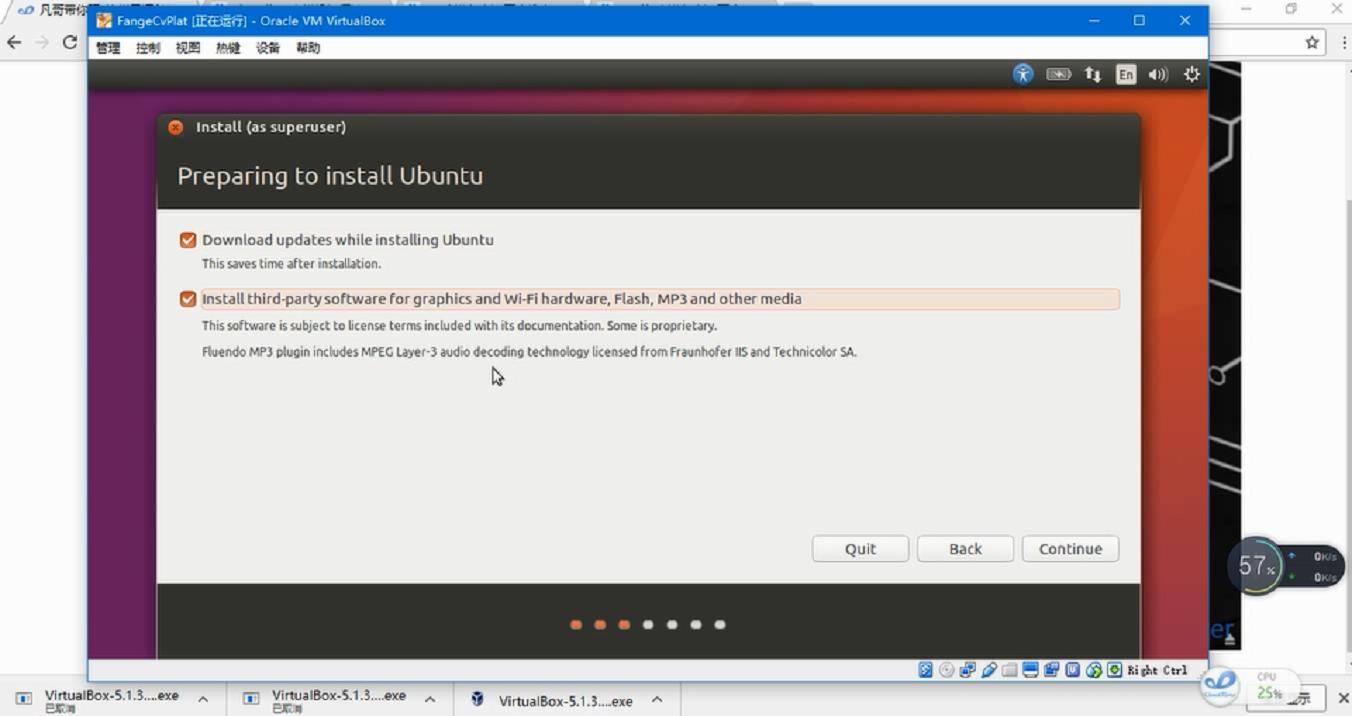 凡哥带你
FangeCvPlat [正在运行] - Oracle VM VirtualBox
管理 控制 视图 热键 设备 帮助
En
Install (as superuser)
Preparing to install Ubuntu
Download updates while installing Ubuntu
This saves time after installation.
Install third-party software for graphics and Wi-Fi hardware, Flash, MP3 and other media
This software is subject to license terms included with its documentation. Some is proprietary.
Fluendo MP3 plugin includes MPEG Layer-3 audio decoding technology licensed from Fraunhofer IIS and Technicolor SA.
Quit Back Continue
57%
0K/s
0K/s
er
Right Ctrl
VirtualBox-5.1.3....exe
已取消
VirtualBox-5.1.3....exe
已取消
VirtualBox-5.1.3....exe
CPU
25%
示